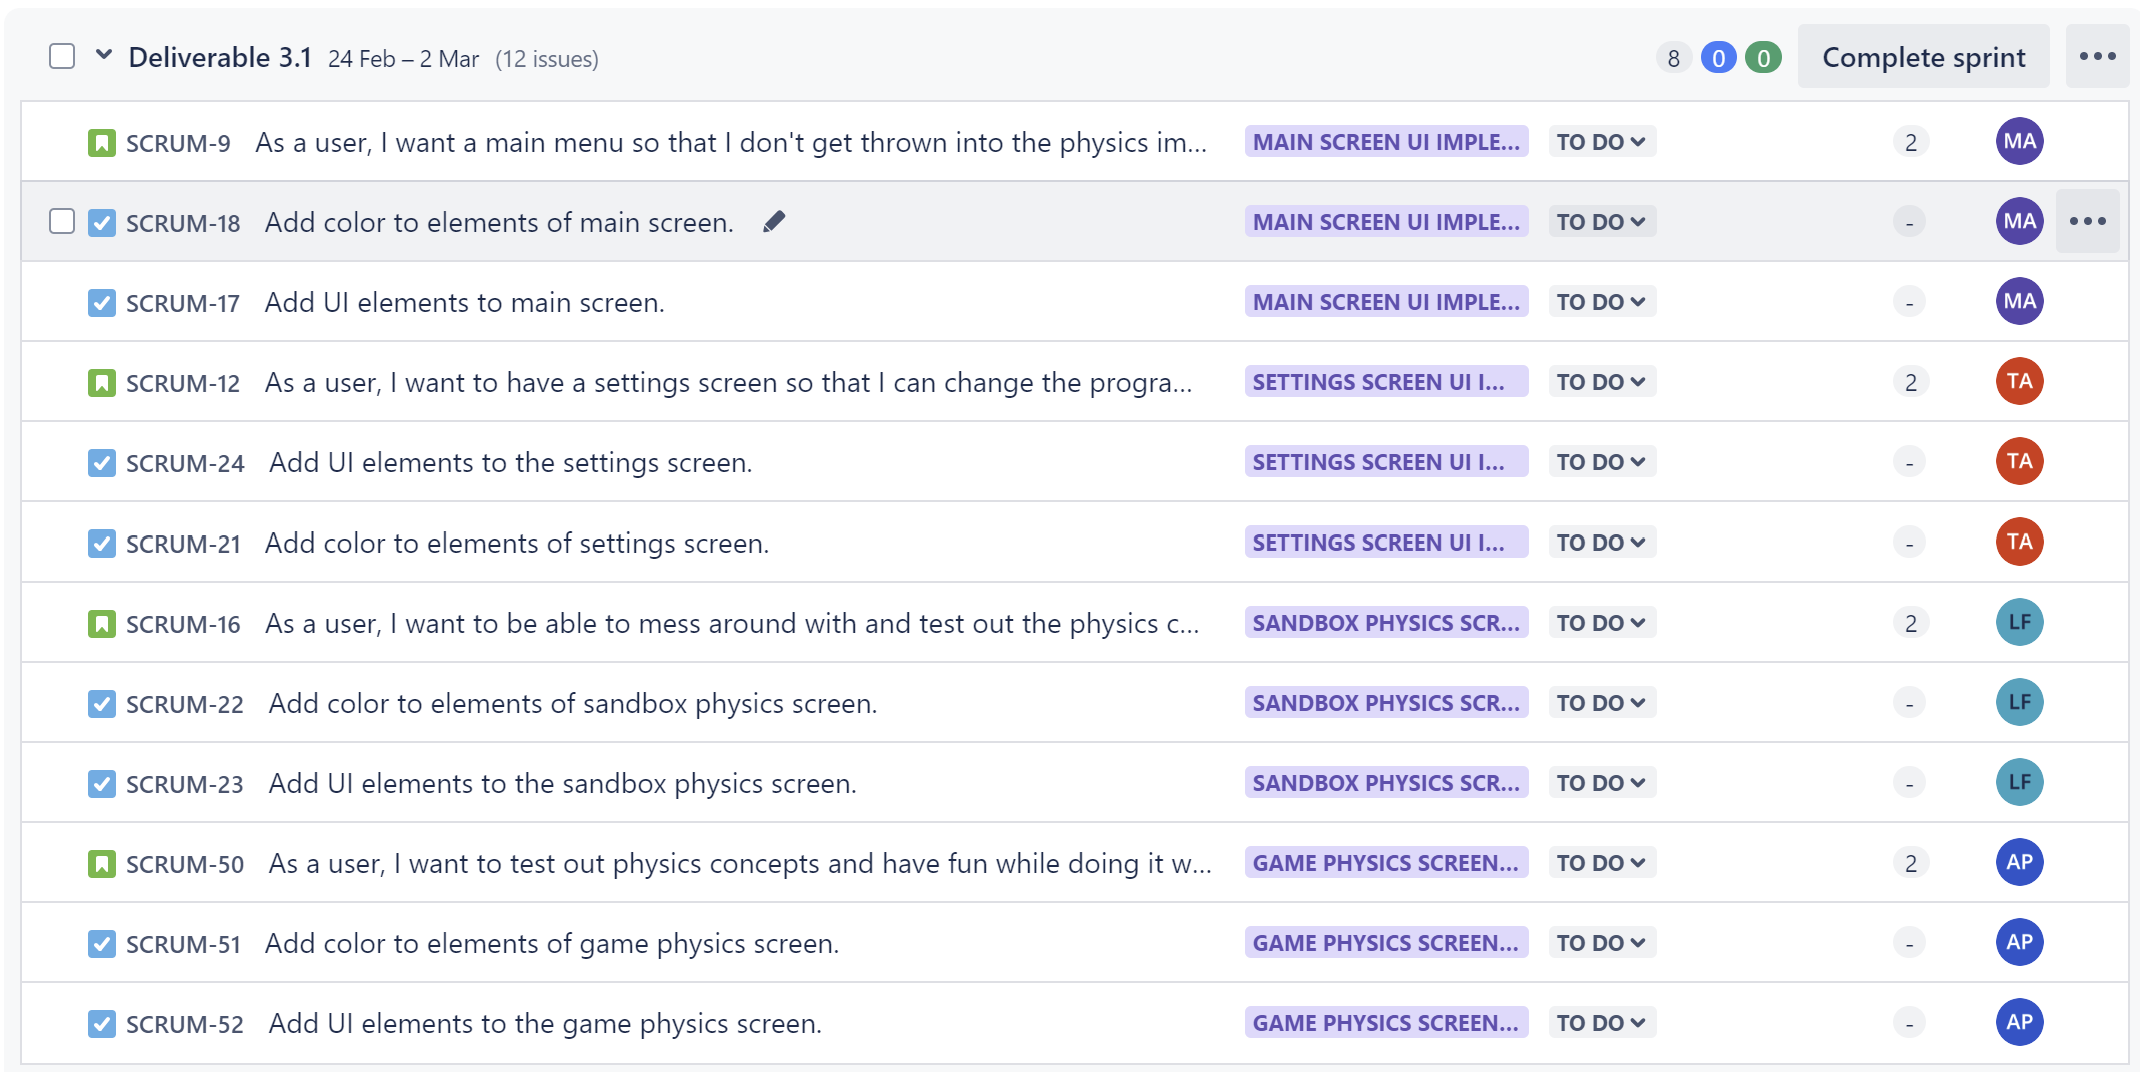 Deliverable 3.1 24 Feb – 2 Mar (12 issues) 8 0 0 Complete sprint
SCRUM-9 As a user, I want a main menu so that I don't get thrown into the physics im... MAIN SCREEN UI IMPLE... TO DO 2 MA
SCRUM-18 Add color to elements of main screen. MAIN SCREEN UI IMPLE... TO DO - MA
SCRUM-17 Add UI elements to main screen. MAIN SCREEN UI IMPLE... TO DO - MA
SCRUM-12 As a user, I want to have a settings screen so that I can change the progra... SETTINGS SCREEN UI I... TO DO 2 TA
SCRUM-24 Add UI elements to the settings screen. SETTINGS SCREEN UI I... TO DO - TA
SCRUM-21 Add color to elements of settings screen. SETTINGS SCREEN UI I... TO DO - TA
SCRUM-16 As a user, I want to be able to mess around with and test out the physics c... SANDBOX PHYSICS SCR... TO DO 2 LF
SCRUM-22 Add color to elements of sandbox physics screen. SANDBOX PHYSICS SCR... TO DO - LF
SCRUM-23 Add UI elements to the sandbox physics screen. SANDBOX PHYSICS SCR... TO DO - LF
SCRUM-50 As a user, I want to test out physics concepts and have fun while doing it w... GAME PHYSICS SCREEN... TO DO 2 AP
SCRUM-51 Add color to elements of game physics screen. GAME PHYSICS SCREEN... TO DO - AP
SCRUM-52 Add UI elements to the game physics screen. GAME PHYSICS SCREEN... TO DO - AP